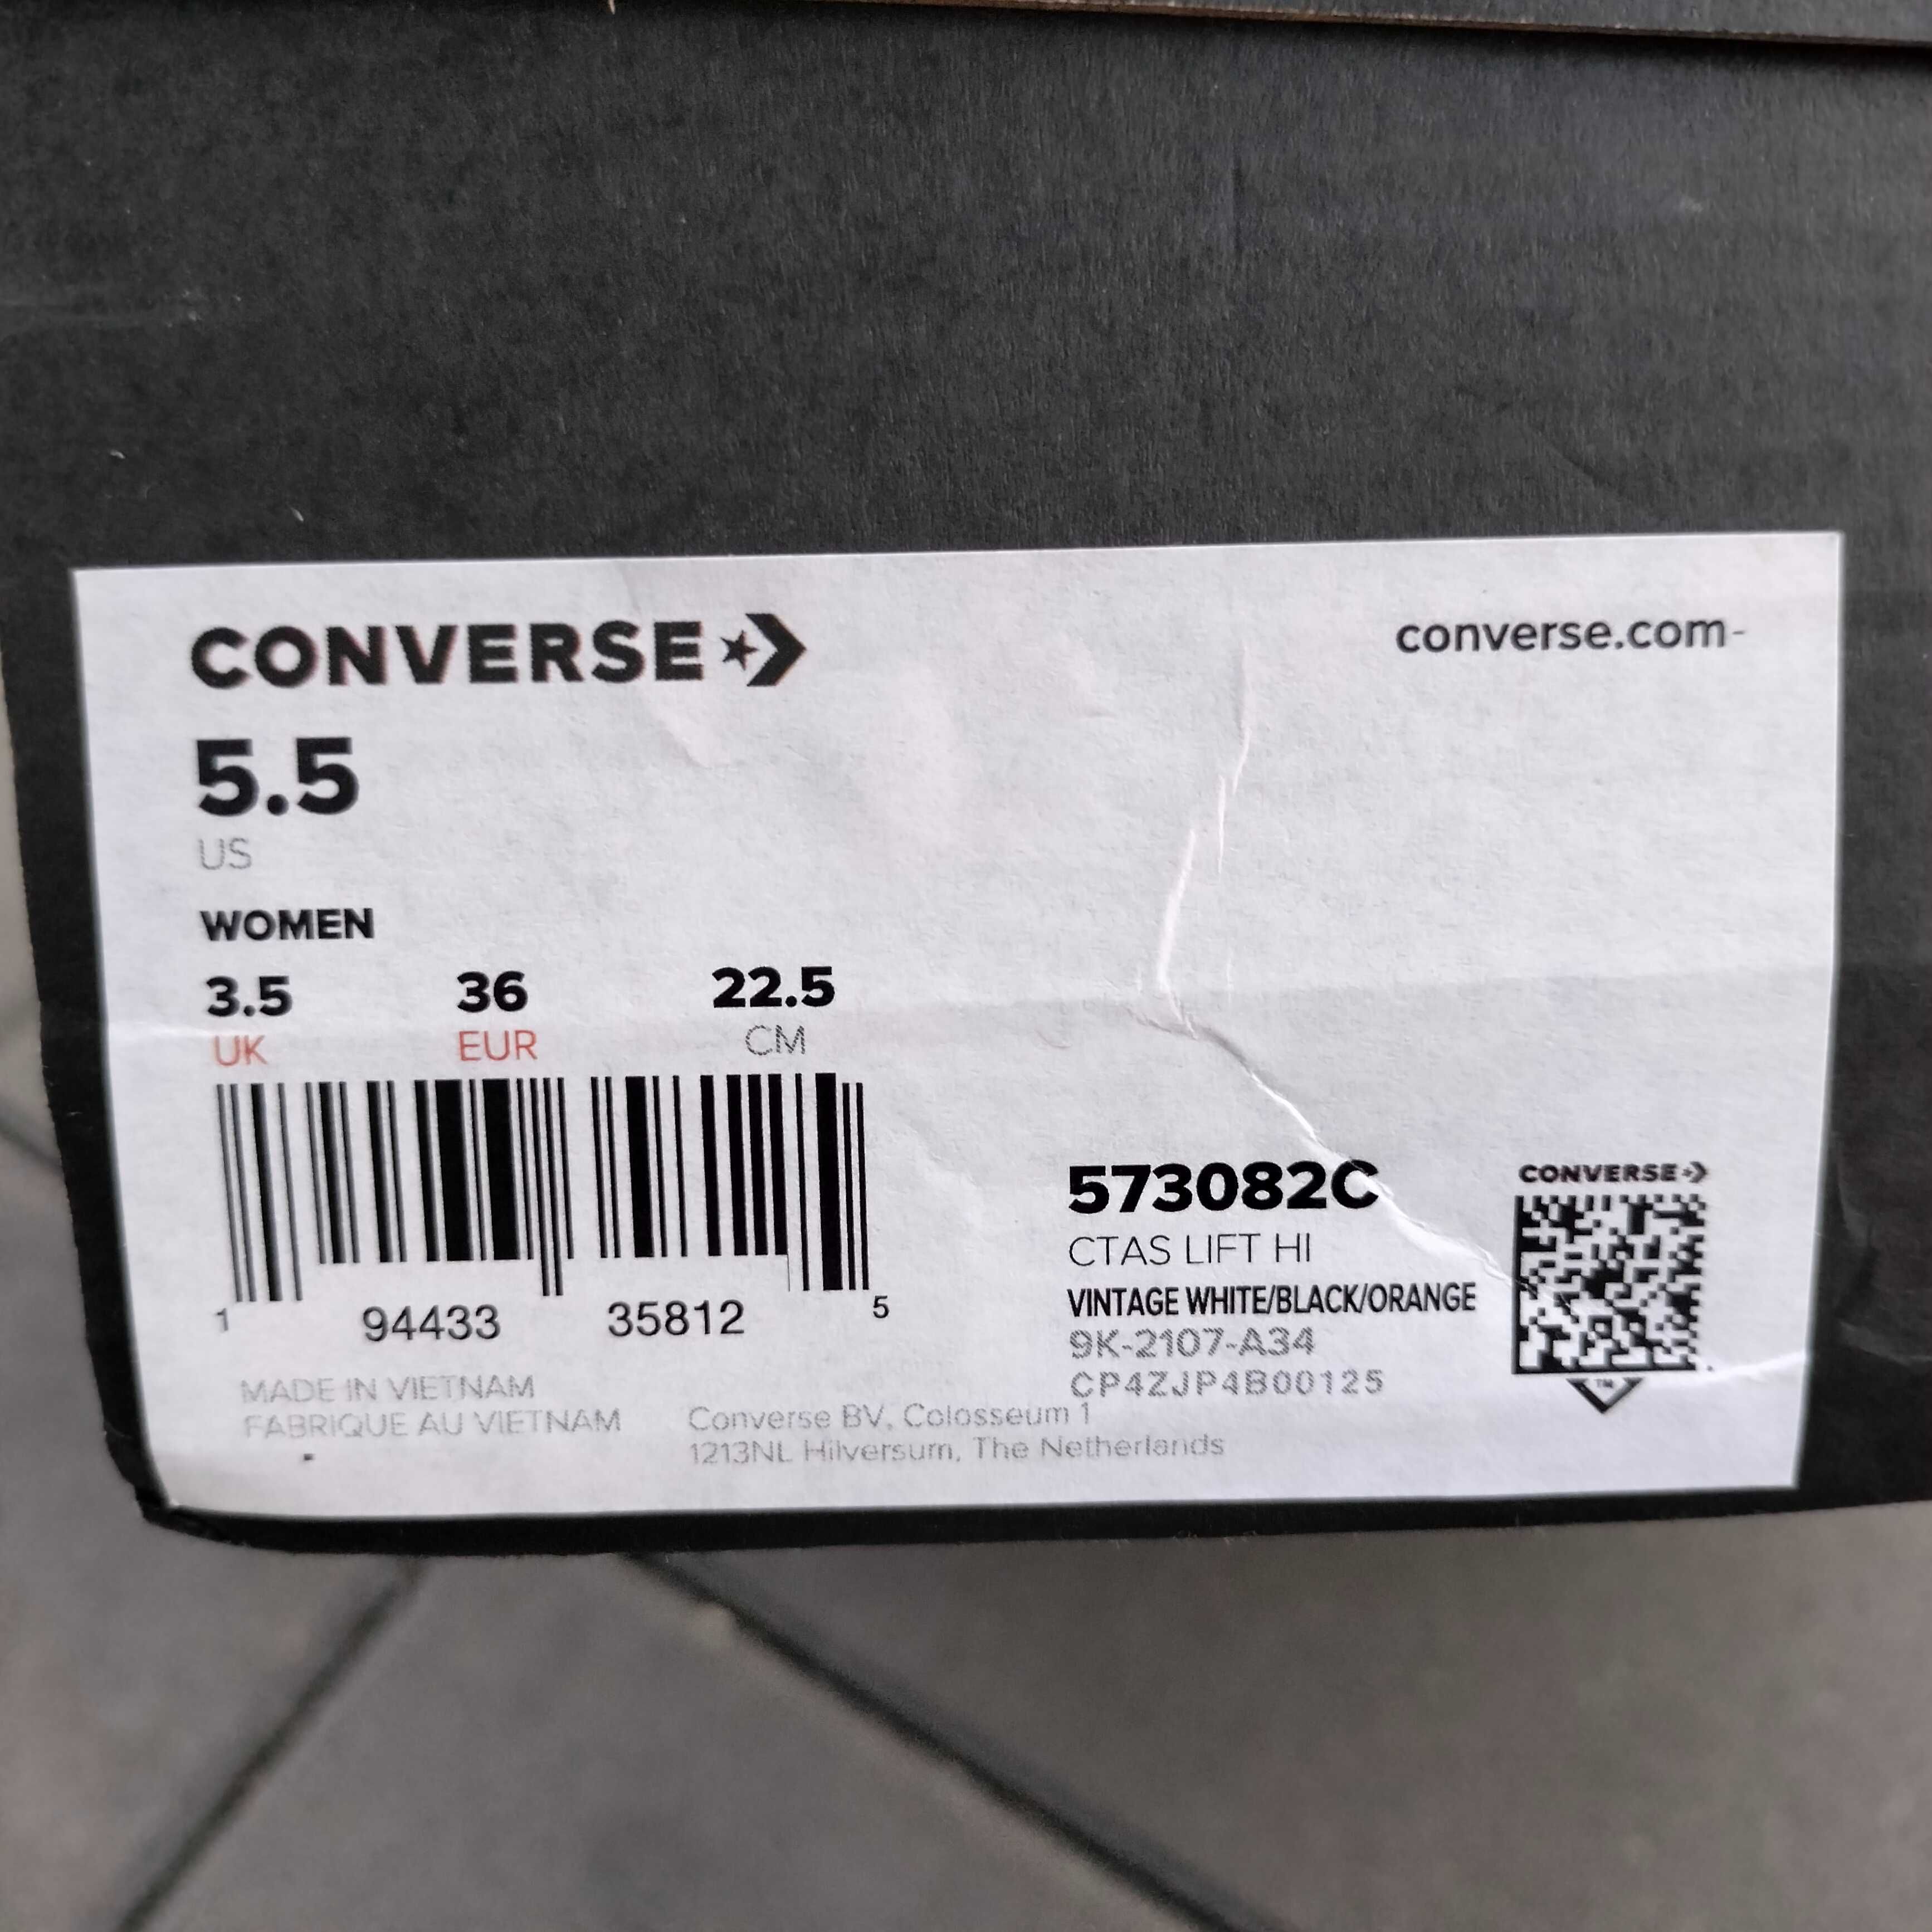 CONVERSE
converse.com-
5.5
US
WOMEN
3.5 36 22.5
UK EUR CM
1 94433 35812 5
573082C
CTAS LIFT HI
VINTAGE WHITE/BLACK/ORANGE
9K-2107-A34
CP4ZJP4B00125
CONVERSE
TM
MADE IN VIETNAM
FABRIQUE AU VIETNAM
Converse BV, Colosseum 1
1213NL Hilversum, The Netherlands